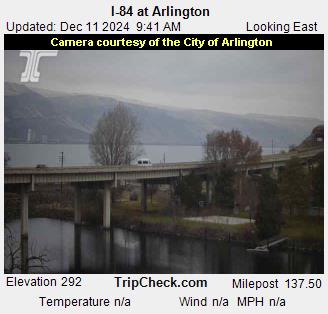 I-84 at Arlington
Updated: Dec 11 2024 9:41 AM Looking East
Camera courtesy of the City of Arlington
Elevation 292 TripCheck.com Milepost 137.50
Temperature n/a Wind n/a MPH n/a